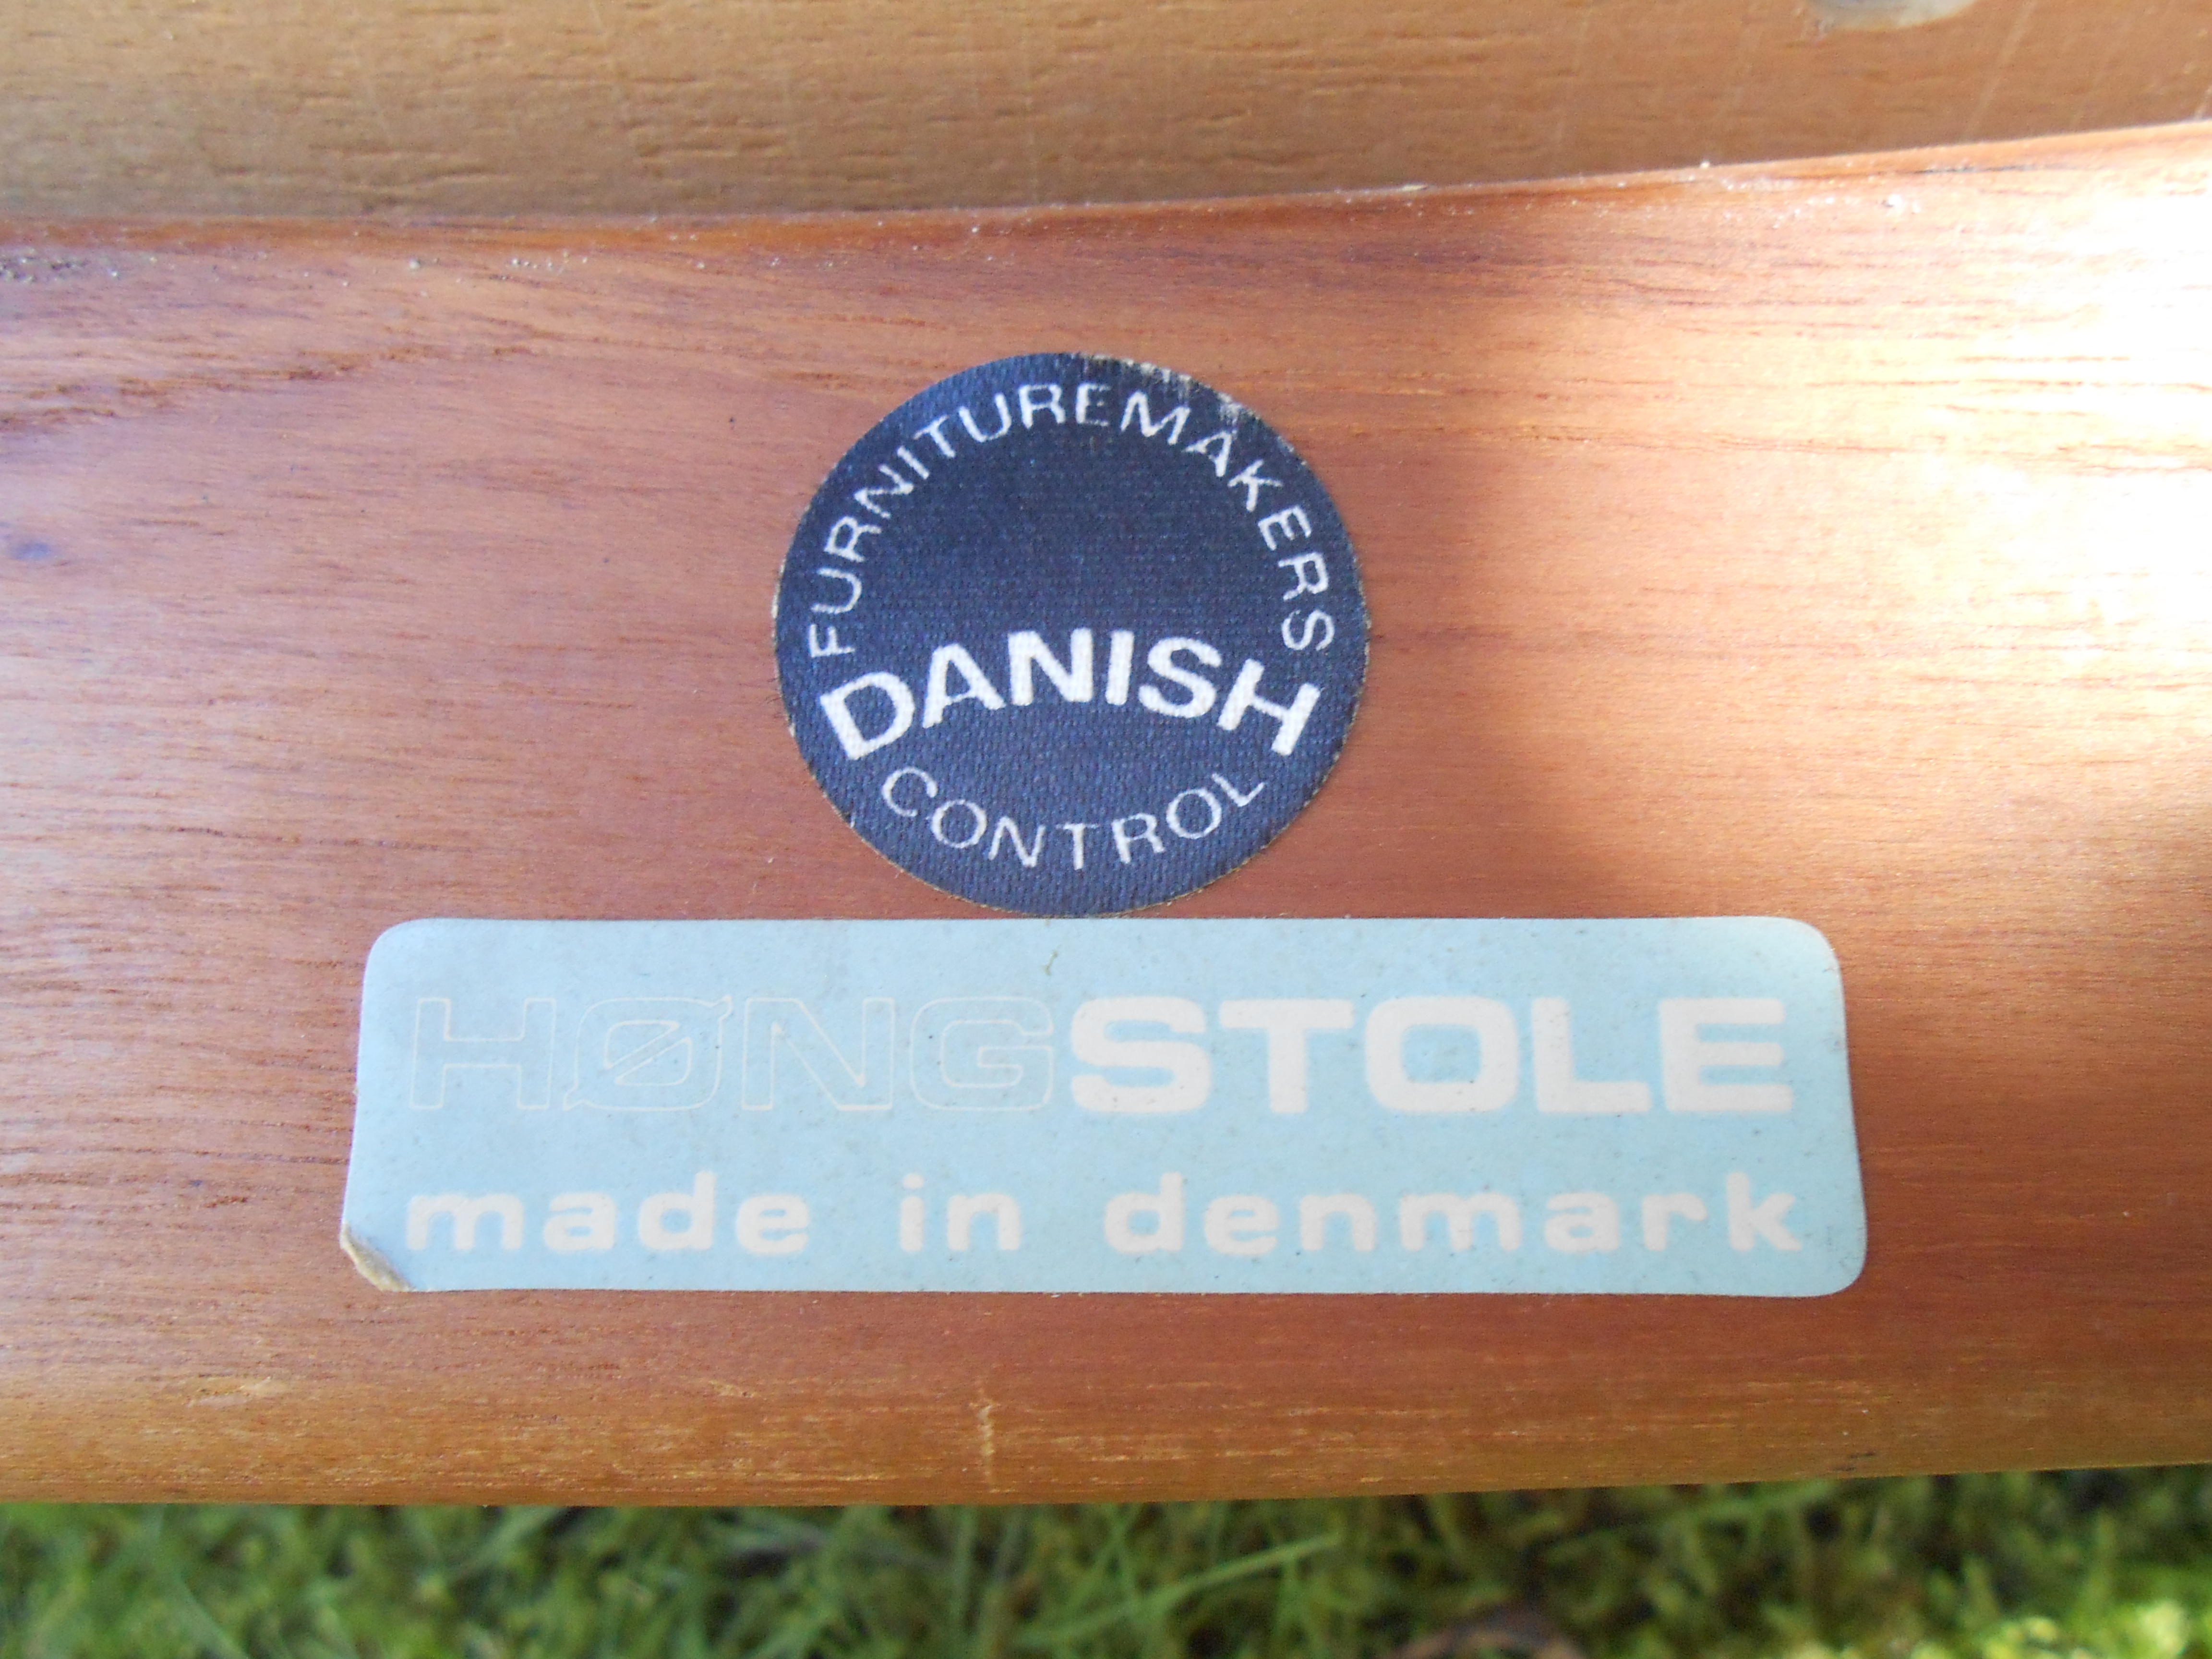 FURNITUREMAKERS
DANISH
CONTROL
HØNGSTOLE
made in denmark